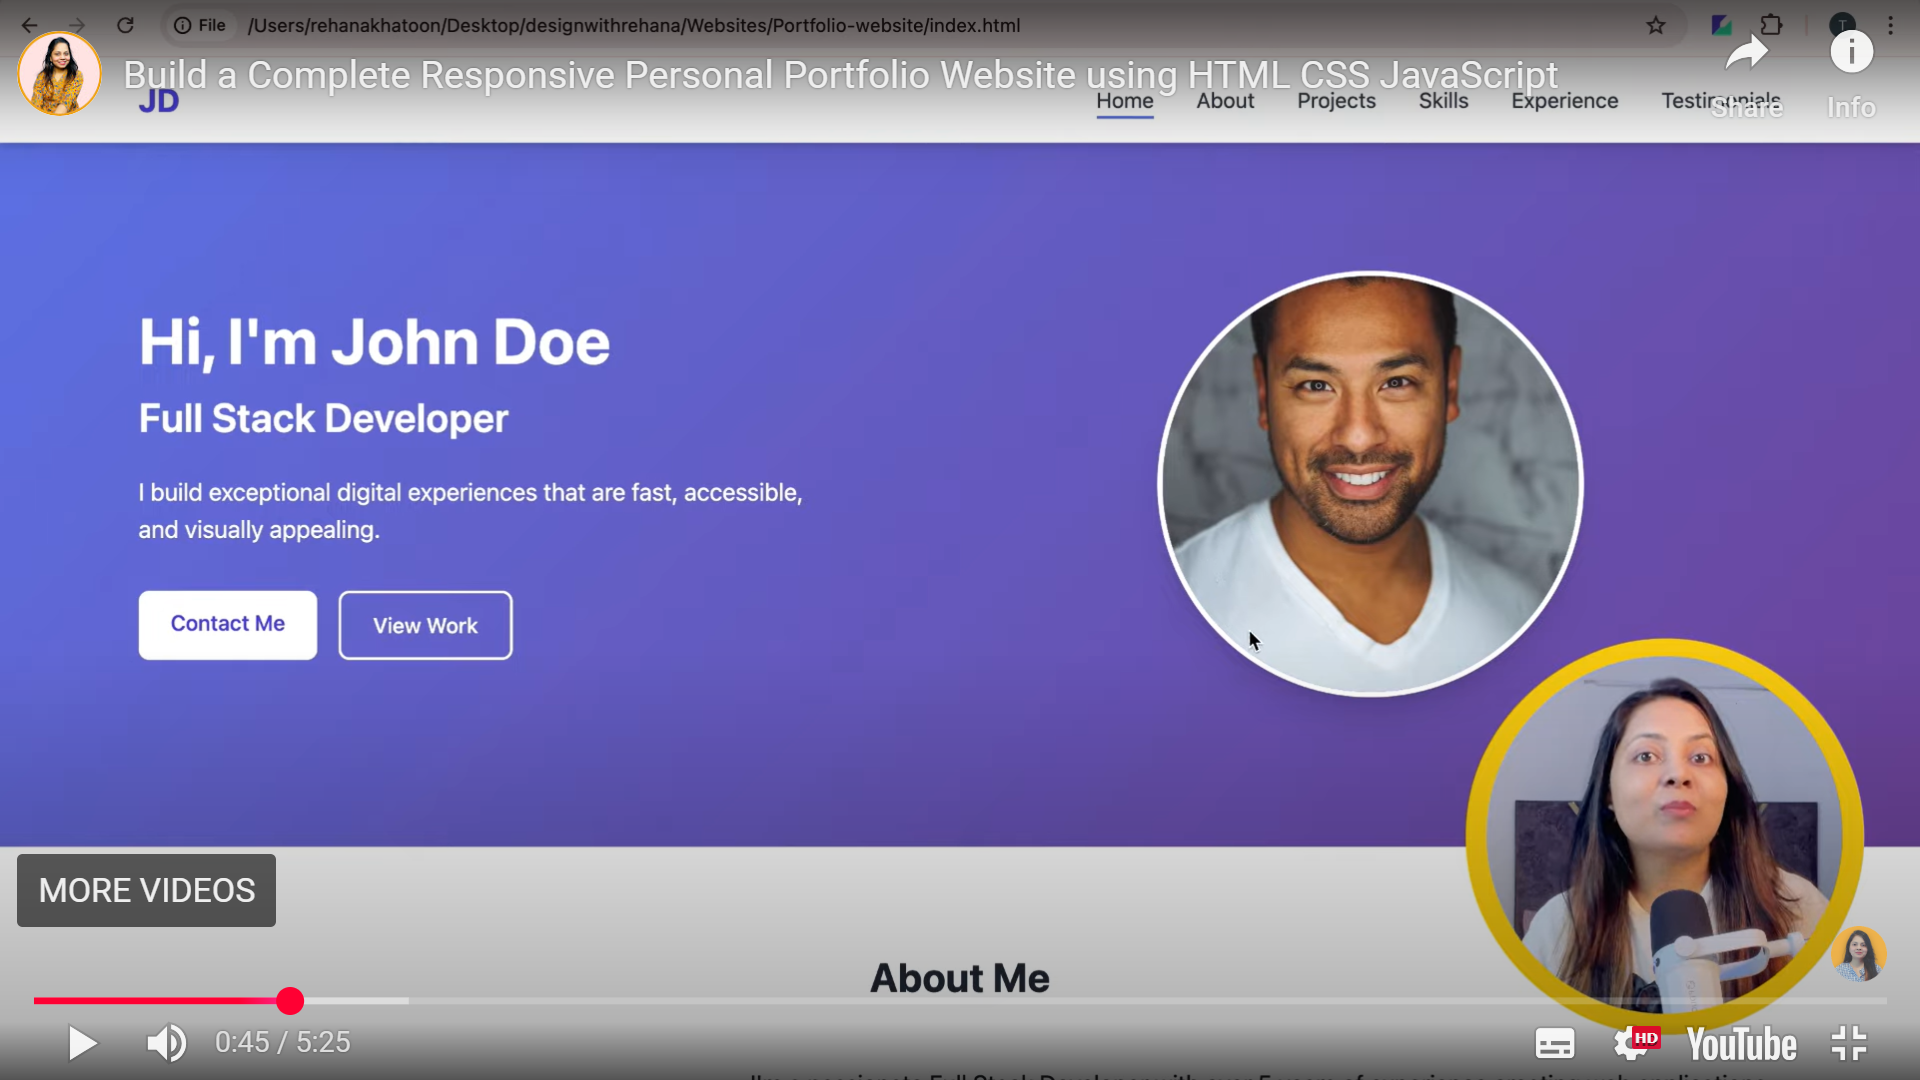 File /Users/rehanakhatoon/Desktop/designwithrehana/Websites/Portfolio-website/index.html
T
Build a Complete Responsive Personal Portfolio Website using HTML CSS JavaScript
JD
Home About Projects Skills Experience Testimonials
Share Info
Hi, I'm John Doe
Full Stack Developer
I build exceptional digital experiences that are fast, accessible,
and visually appealing.
Contact Me View Work
MORE VIDEOS
About Me
0:45 / 5:25
HD YouTube